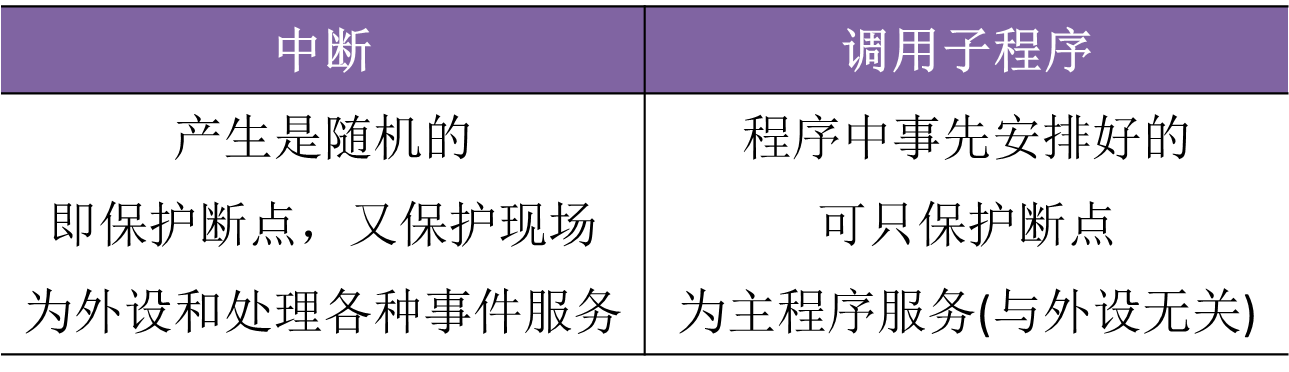 中断
调用子程序
产生是随机的
程序中事先安排好的
即保护断点，又保护现场
可只保护断点
为外设和处理各种事件服务
为主程序服务(与外设无关)